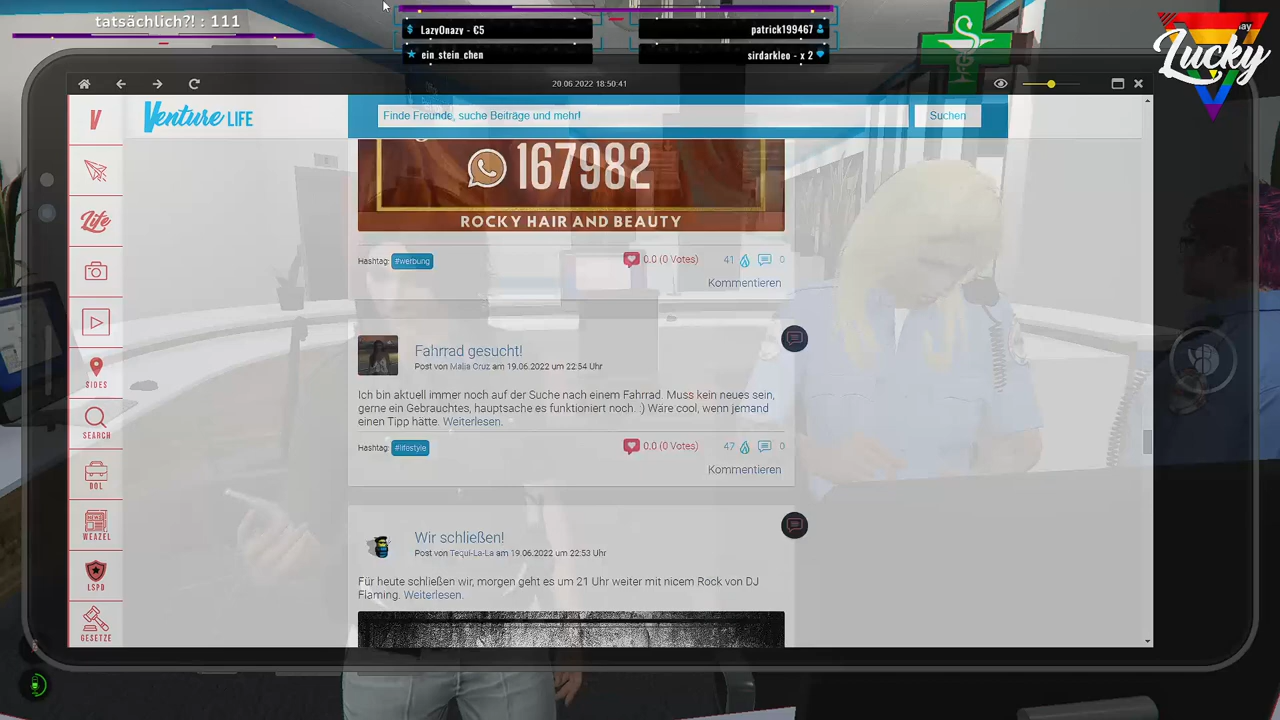 tatsächlich?! : 111
LazyOnazy - €5
patrick199467
ein_stein_chen
sirdarkleo - x 2
Lucky
20.06.2022 18:50:41
V
Venture LIFE
Finde Freunde, suche Beiträge und mehr!
Suchen
Life
SIDES
SEARCH
BOL
WEAZEL
LSPD
GESETZE
167982
ROCKY HAIR AND BEAUTY
Hashtag: #werbung
0.0 (0 Votes)
41
0
Kommentieren
Fahrrad gesucht!
Post von Malia Cruz am 19.06.2022 um 22:54 Uhr
Ich bin aktuell immer noch auf der Suche nach einem Fahrrad. Muss kein neues sein,
gerne ein Gebrauchtes, hauptsache es funktioniert noch. :) Wäre cool, wenn jemand
einen Tipp hätte. Weiterlesen.
Hashtag: #lifestyle
0.0 (0 Votes)
47
0
Kommentieren
Wir schließen!
Post von Tequi-La-La am 19.06.2022 um 22:53 Uhr
Für heute schließen wir, morgen geht es um 21 Uhr weiter mit nicem Rock von DJ
Flaming. Weiterlesen.